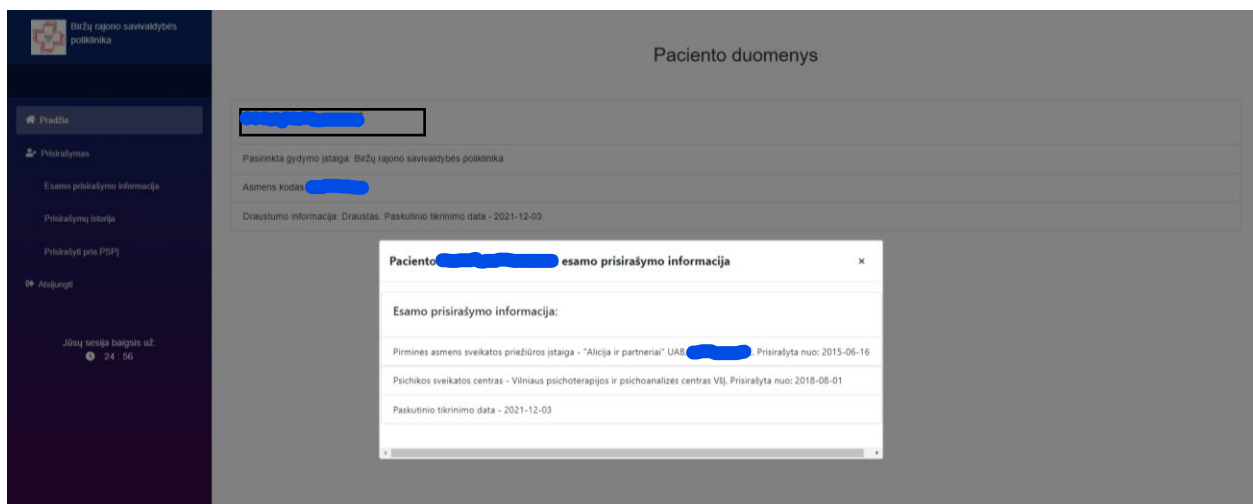 Biržų rajono savivaldybės
poliklinika
Paciento duomenys
Pradžia
Prisirašymas
Pasirinkta gydymo įstaiga: Biržų rajono savivaldybės poliklinika
Esamo prisirašymo informacija
Asmens kodas
Prisirašymų istorija
Draustumo informacija: Draustas. Paskutinio tikrinimo data - 2021-12-03
Prisirašyti prie PSPĮ
Atsijungti
Jūsų sesija baigsis už:
24 : 56
Paciento esamo prisirašymo informacija ×
Esamo prisirašymo informacija:
Pirminės asmens sveikatos priežiūros įstaiga - "Alicija ir partneriai" UAB, . Prisirašyta nuo: 2015-06-16
Psichikos sveikatos centras - Vilniaus psichoterapijos ir psichoanalizės centras VšĮ. Prisirašyta nuo: 2018-08-01
Paskutinio tikrinimo data - 2021-12-03